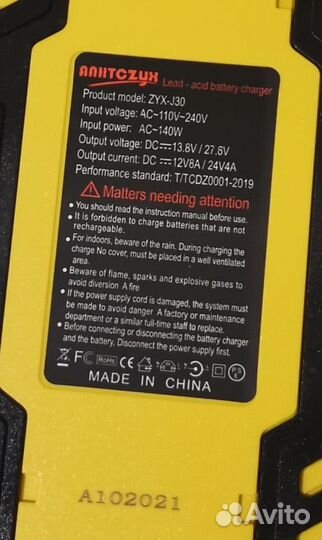 ANHTCZYX Lead - acid battery charger
Product model: ZYX-J30
Input voltage: AC~110V~240V
Input power: AC~140W
Output voltage: DC⎓13.8V / 27.6V
Output current: DC⎓ 12V8A / 24V4A
Performance standard: T/TCDZ0001-2019
Matters needing attention
• You should read the instruction manual before use.
• It is forbidden to charge batteries that are not
rechargeable.
• For indoors, beware of the rain. During charging the
charge No cover, must be placed in a well ventilated
area.
• Beware of flame, sparks and explosive gases to
avoid diversion A fire
• If the power supply cord is damaged, the system must
be made to avoid danger A factory or maintenance
department or a similar full-time staff to replace.
• Before connecting or disconnecting the battery charger
and the battery. Disconnect the power supply first.
FC RoHS CE PSE
MADE IN CHINA
A102021
Avito